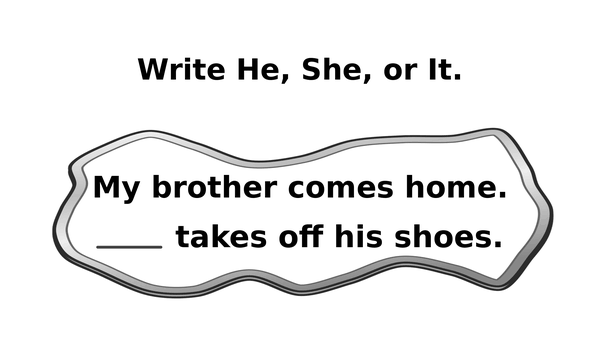 Write He, She, or It.
My brother comes home.
____ takes off his shoes.